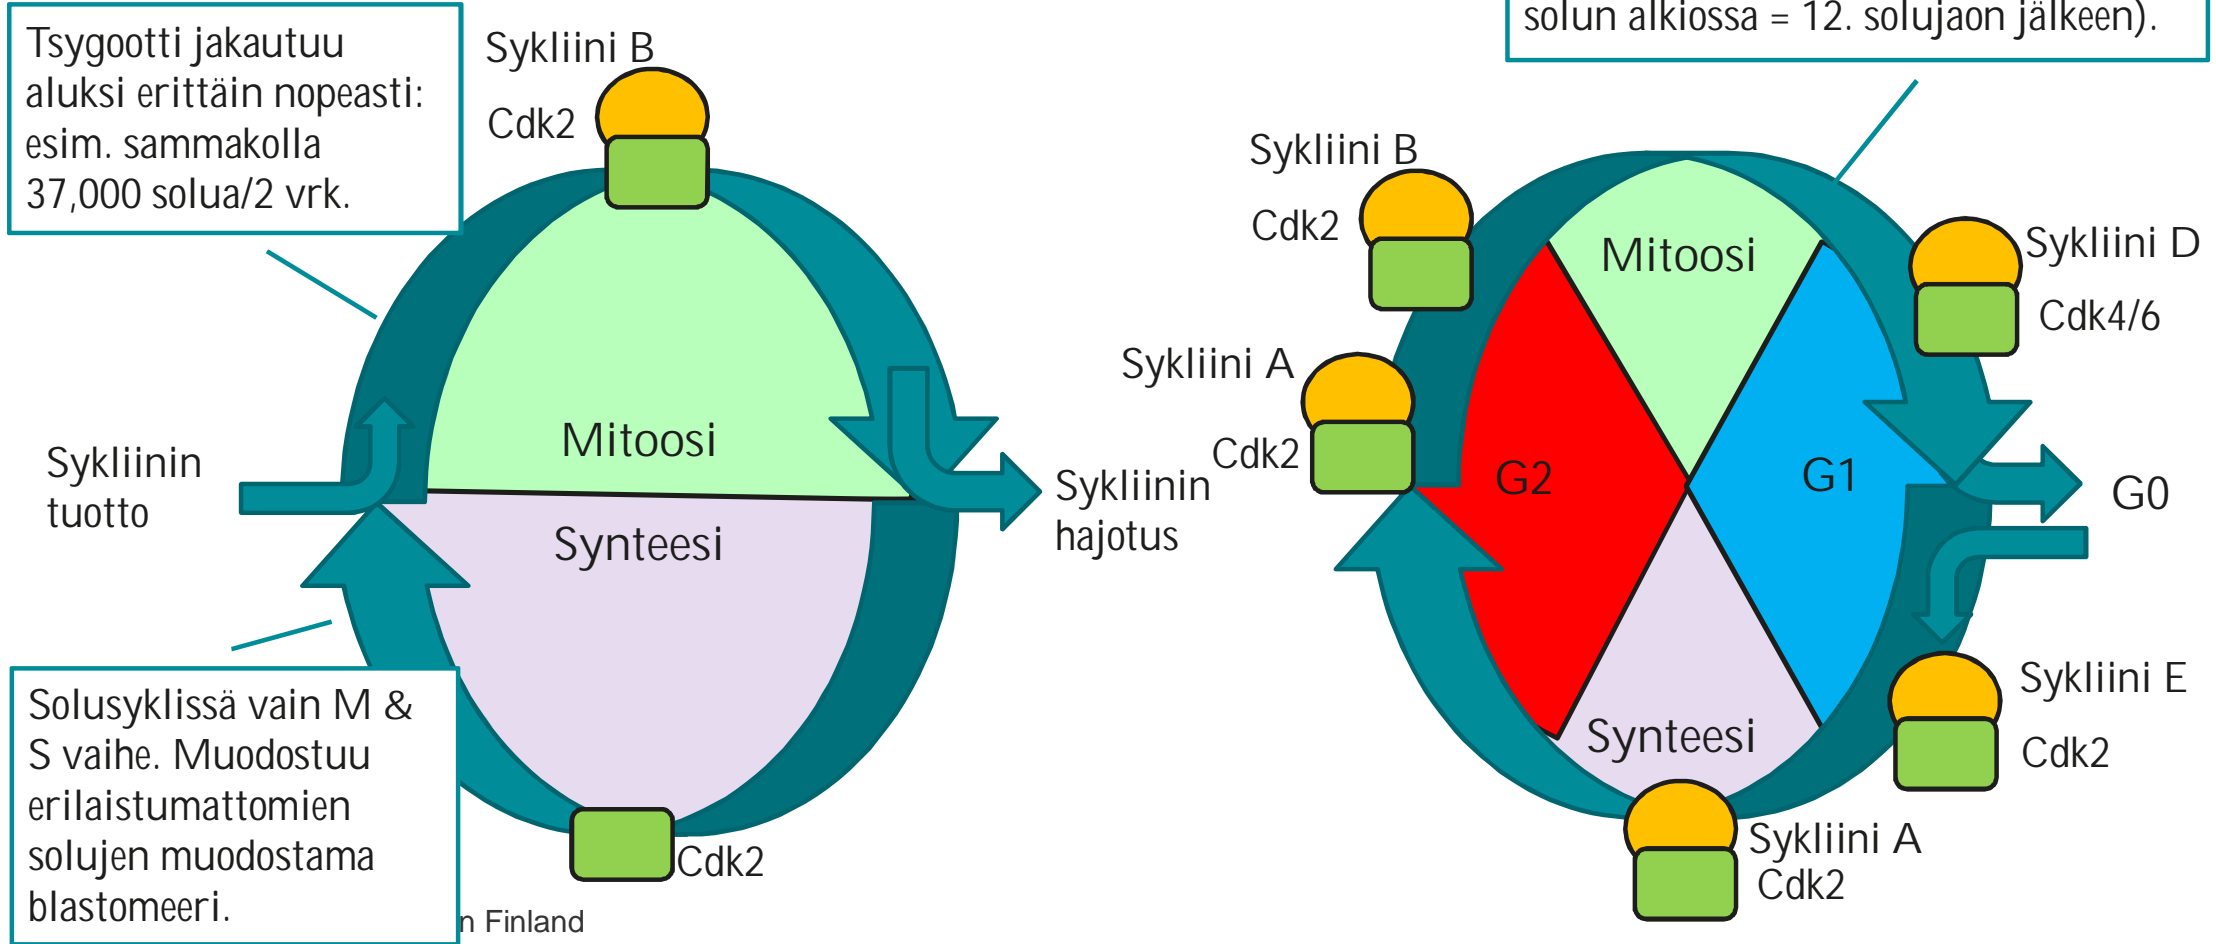 Tsygootti jakautuu
aluksi erittäin nopeasti:
esim. sammakolla
37,000 solua/2 vrk.
Sykliini B
Cdk2
Mitoosi
Synteesi
Sykliinin
tuotto
Sykliinin
hajotus
Cdk2
Solusyklissä vain M &
S vaihe. Muodostuu
erilaistumattomien
solujen muodostama
blastomeeri.
n Finland
solun alkiossa = 12. solujaon jälkeen).
Sykliini B
Cdk2
Sykliini A
Cdk2
Mitoosi
G2
G1
Synteesi
Sykliini D
Cdk4/6
G0
Sykliini E
Cdk2
Sykliini A
Cdk2